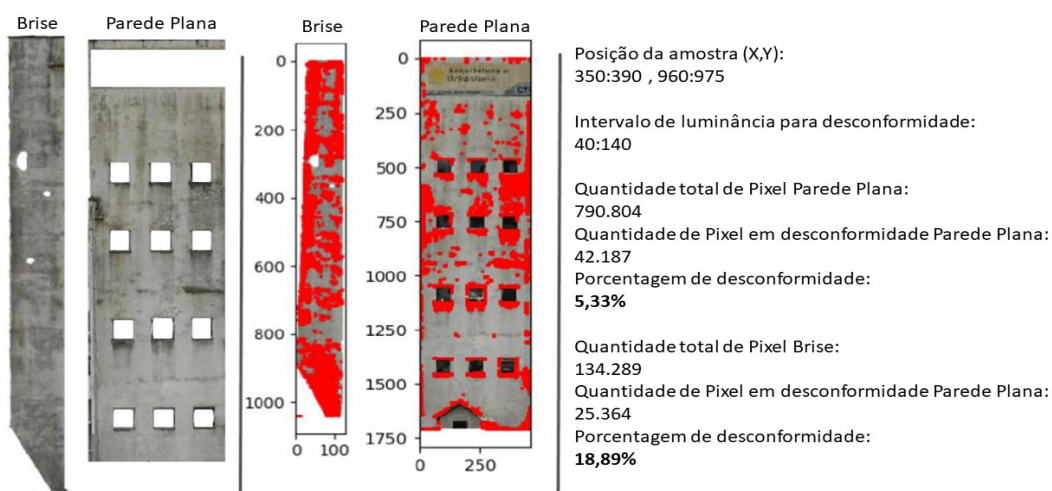 Brise
Parede Plana
Brise
Parede Plana
0
200
400
600
800
1000
0 100
0
250
500
750
1000
1250
1500
1750
0 250
Arquitetura e
Urbanismo
Posição da amostra (X,Y):
350:390 , 960:975
Intervalo de luminância para desconformidade:
40:140
Quantidade total de Pixel Parede Plana:
790.804
Quantidade de Pixel em desconformidade Parede Plana:
42.187
Porcentagem de desconformidade:
5,33%
Quantidade total de Pixel Brise:
134.289
Quantidade de Pixel em desconformidade Parede Plana:
25.364
Porcentagem de desconformidade:
18,89%